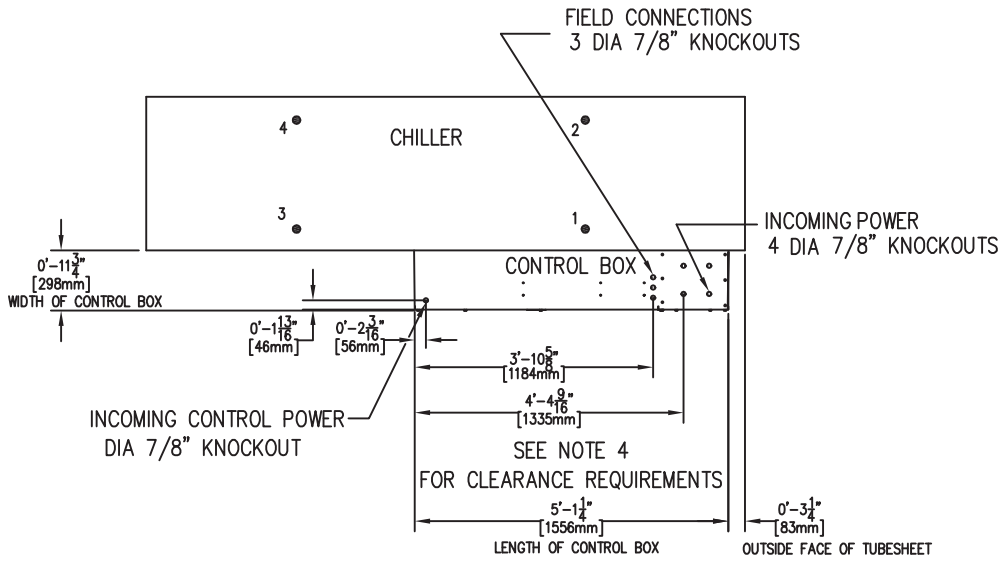 FIELD CONNECTIONS
3 DIA 7/8" KNOCKOUTS
4
CHILLER
2
3
1
INCOMING POWER
4 DIA 7/8" KNOCKOUTS
CONTROL BOX
0'-11 3/4"
[298mm]
WIDTH OF CONTROL BOX
0'-1 13/16"
[46mm]
0'-2 3/16"
[56mm]
3'-10 5/8"
[1184mm]
4'-4 9/16"
[1335mm]
INCOMING CONTROL POWER
DIA 7/8" KNOCKOUT
SEE NOTE 4
FOR CLEARANCE REQUIREMENTS
5'-1 1/4"
[1556mm]
LENGTH OF CONTROL BOX
0'-3 1/4"
[83mm]
OUTSIDE FACE OF TUBESHEET